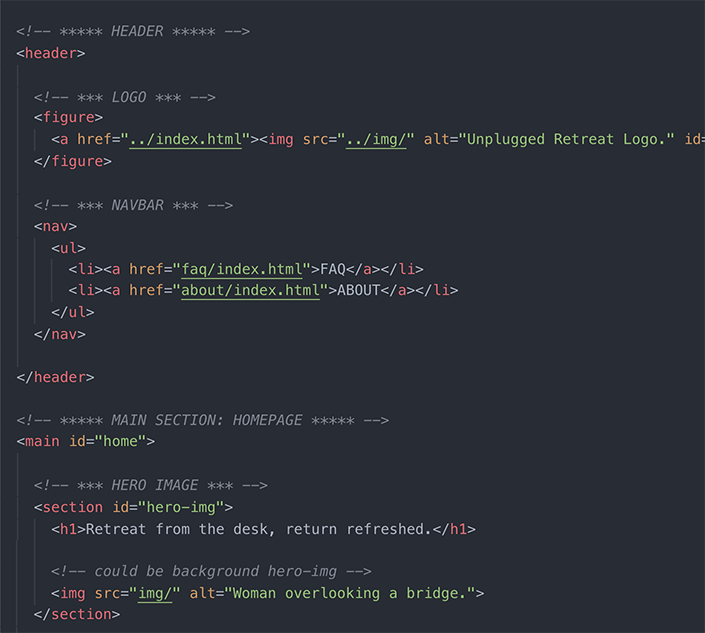 <!-- ***** HEADER ***** -->
<header>
<!-- *** LOGO *** -->
<figure>
<a href="../index.html"><img src="../img/" alt="Unplugged Retreat Logo." id=
</figure>
<!-- *** NAVBAR *** -->
<nav>
<ul>
<li><a href="faq/index.html">FAQ</a></li>
<li><a href="about/index.html">ABOUT</a></li>
</ul>
</nav>
</header>
<!-- ***** MAIN SECTION: HOMEPAGE ***** -->
<main id="home">
<!-- *** HERO IMAGE *** -->
<section id="hero-img">
<h1>Retreat from the desk, return refreshed.</h1>
<!-- could be background hero-img -->
<img src="img/" alt="Woman overlooking a bridge.">
</section>